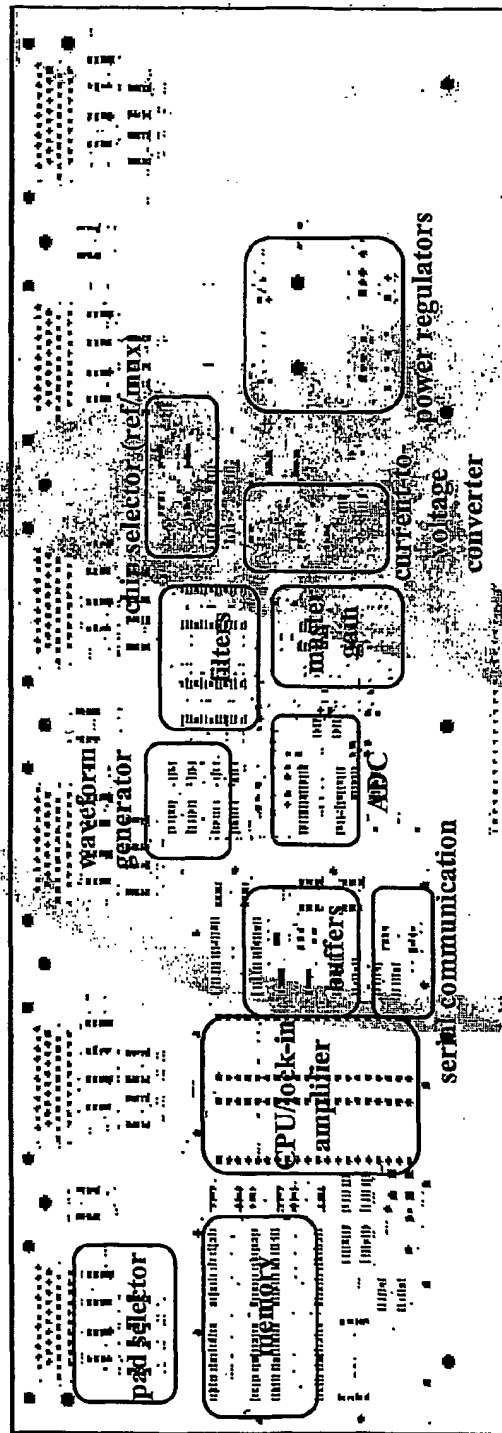 pad selector
memory
CPU/lock-in
amplifier
buffers
serial communication
waveform
generator
ADC
filters
master
gain
chip selector (ref/mux)
current-to-
voltage
converter
power regulators